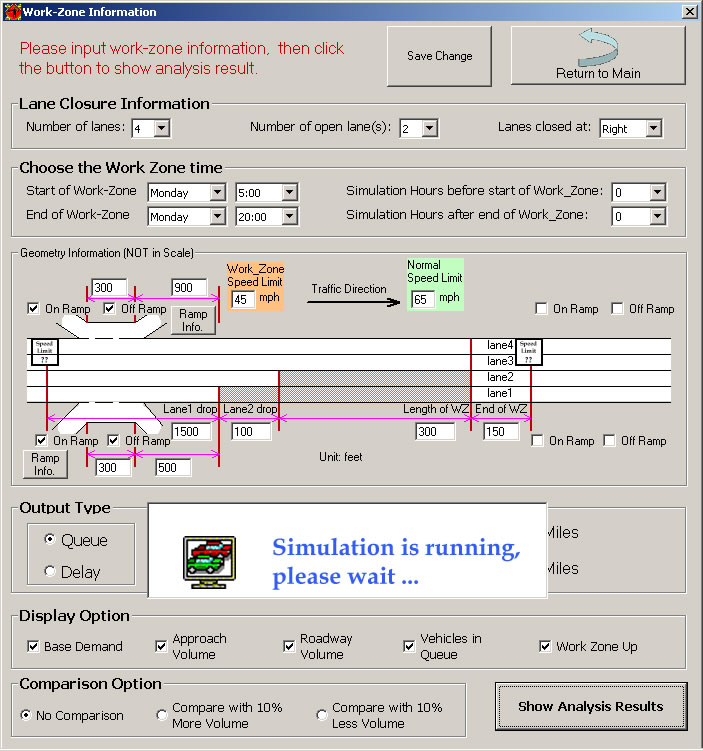 Work-Zone Information
Please input work-zone information, then click
the button to show analysis result.
Save Change
Return to Main
Lane Closure Information
Number of lanes: 4
Number of open lane(s): 2
Lanes closed at: Right
Choose the Work Zone time
Start of Work-Zone Monday 5:00
Simulation Hours before start of Work_Zone: 0
End of Work-Zone Monday 20:00
Simulation Hours after end of Work_Zone: 0
Geometry Information (NOT in Scale)
300 900
Work_Zone
Speed Limit
45 mph
Traffic Direction
Normal
Speed Limit
65 mph
On Ramp Off Ramp
Ramp
Info.
On Ramp Off Ramp
Speed
Limit
??
lane4
lane3
lane2
lane1
Speed
Limit
??
Lane1 drop Lane2 drop Length of WZ End of WZ
1500 100 300 150
On Ramp Off Ramp
On Ramp Off Ramp
Ramp
Info.
300 500
Unit: feet
Output Type
Queue
Delay
Simulation is running,
please wait ...
Miles
Miles
Display Option
Base Demand
Approach
Volume
Roadway
Volume
Vehicles in
Queue
Work Zone Up
Comparison Option
No Comparison
Compare with 10%
More Volume
Compare with 10%
Less Volume
Show Analysis Results